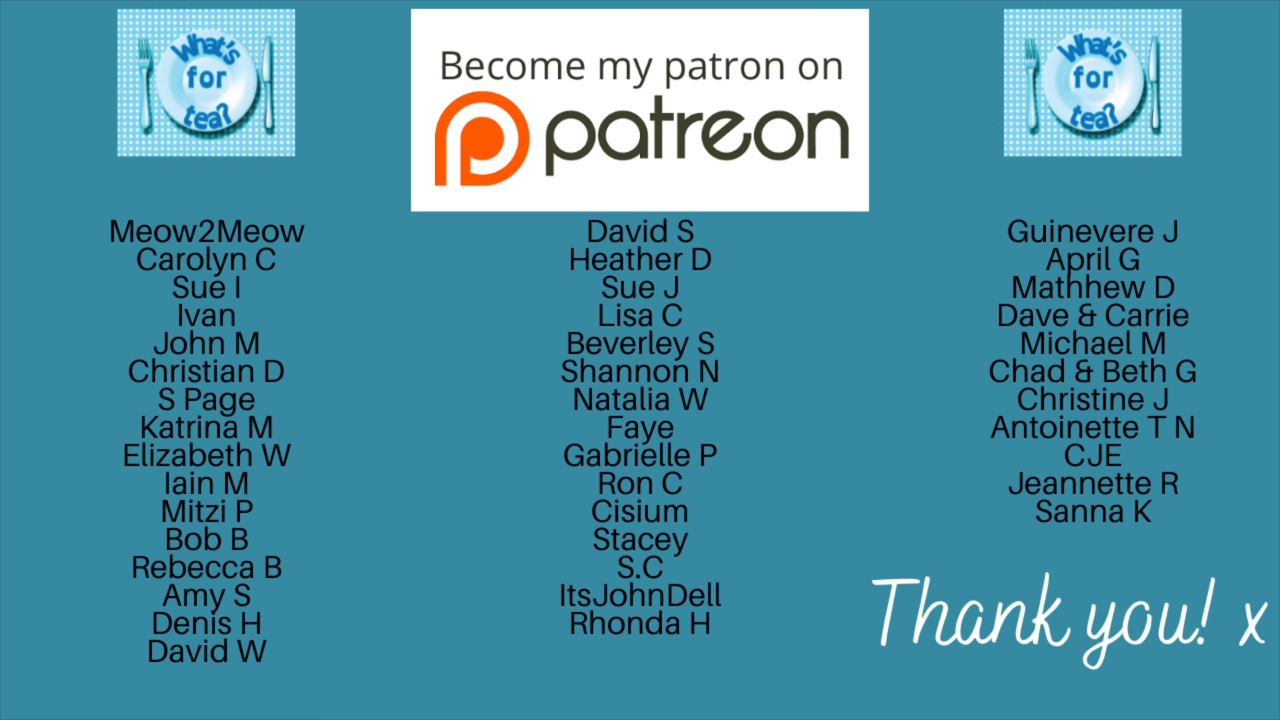 What's
for
tea?
Become my patron on
patreon
What's
for
tea?
Meow2Meow
Carolyn C
Sue I
Ivan
John M
Christian D
S Page
Katrina M
Elizabeth W
Iain M
Mitzi P
Bob B
Rebecca B
Amy S
Denis H
David W
David S
Heather D
Sue J
Lisa C
Beverley S
Shannon N
Natalia W
Faye
Gabrielle P
Ron C
Cisium
Stacey
S.C
ItsJohnDell
Rhonda H
Guinevere J
April G
Mathhew D
Dave & Carrie
Michael M
Chad & Beth G
Christine J
Antoinette T N
CJE
Jeannette R
Sanna K
Thank you! x